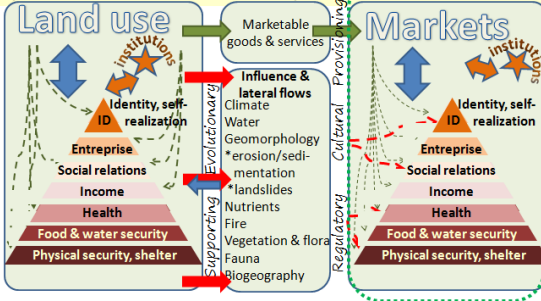 Land use
institutions
Identity, self-
realization
ID
Entreprise
Social relations
Income
Health
Food & water security
Physical security, shelter
Supporting Evolutionary
Marketable
goods & services
Influence &
lateral flows
Climate
Water
Geomorphology
*erosion/sedi-
mentation
*landslides
Nutrients
Fire
Vegetation & flora
Fauna
Biogeography
Regulatory Cultural Provisioning
Markets
institutions
Identity, self-
realization
ID
Entreprise
Social relations
Income
Health
Food & water security
Physical security, shelter